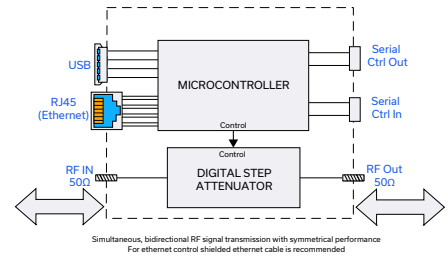 USB
MICROCONTROLLER
Serial
Ctrl Out
RJ45
(Ethernet)
Serial
Ctrl In
Control
Control
RF IN
50Ω
DIGITAL STEP
ATTENUATOR
RF Out
50Ω
Simultaneous, bidirectional RF signal transmission with symmetrical performance
For ethernet control shielded ethernet cable is recommended